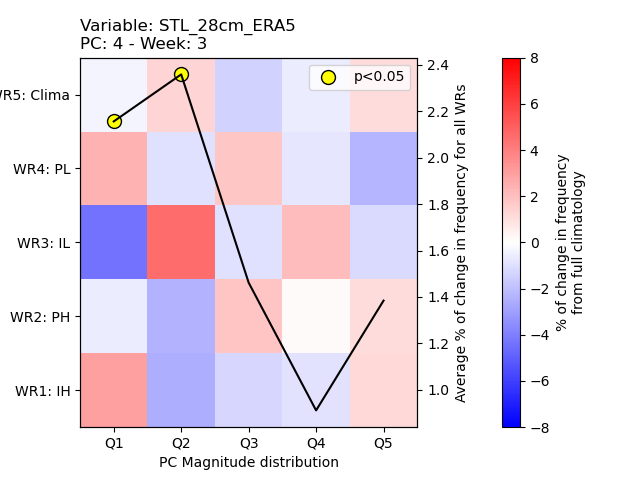 Variable: STL_28cm_ERA5
PC: 4 - Week: 3
WR5: Clima
WR4: PL
WR3: IL
WR2: PH
WR1: IH
p<0.05
Q1 Q2 Q3 Q4 Q5
PC Magnitude distribution
2.4
2.2
2.0
1.8
1.6
1.4
1.2
1.0
Average % of change in frequency for all WRs
8
6
4
2
0
−2
−4
−6
−8
% of change in frequency
from full climatology